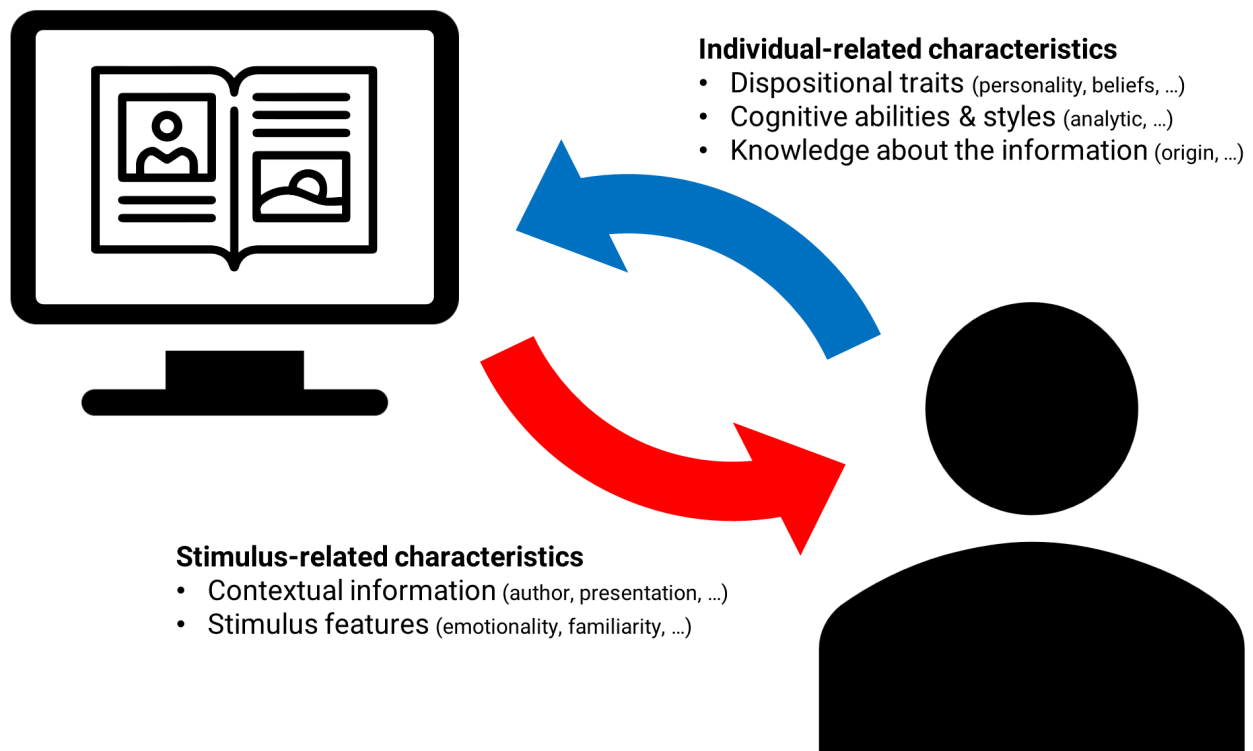 Individual-related characteristics
• Dispositional traits (personality, beliefs, …)
• Cognitive abilities & styles (analytic, …)
• Knowledge about the information (origin, …)
Stimulus-related characteristics
• Contextual information (author, presentation, …)
• Stimulus features (emotionality, familiarity, …)